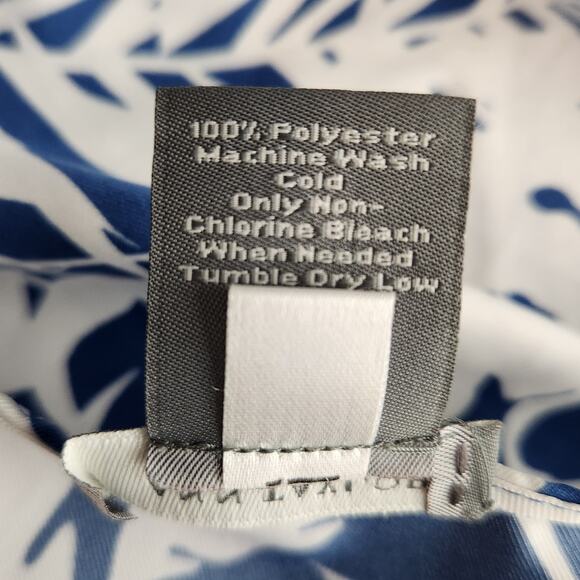 100% Polyester
Machine Wash
Cold
Only Non-
Chlorine Bleach
When Needed
Tumble Dry Low